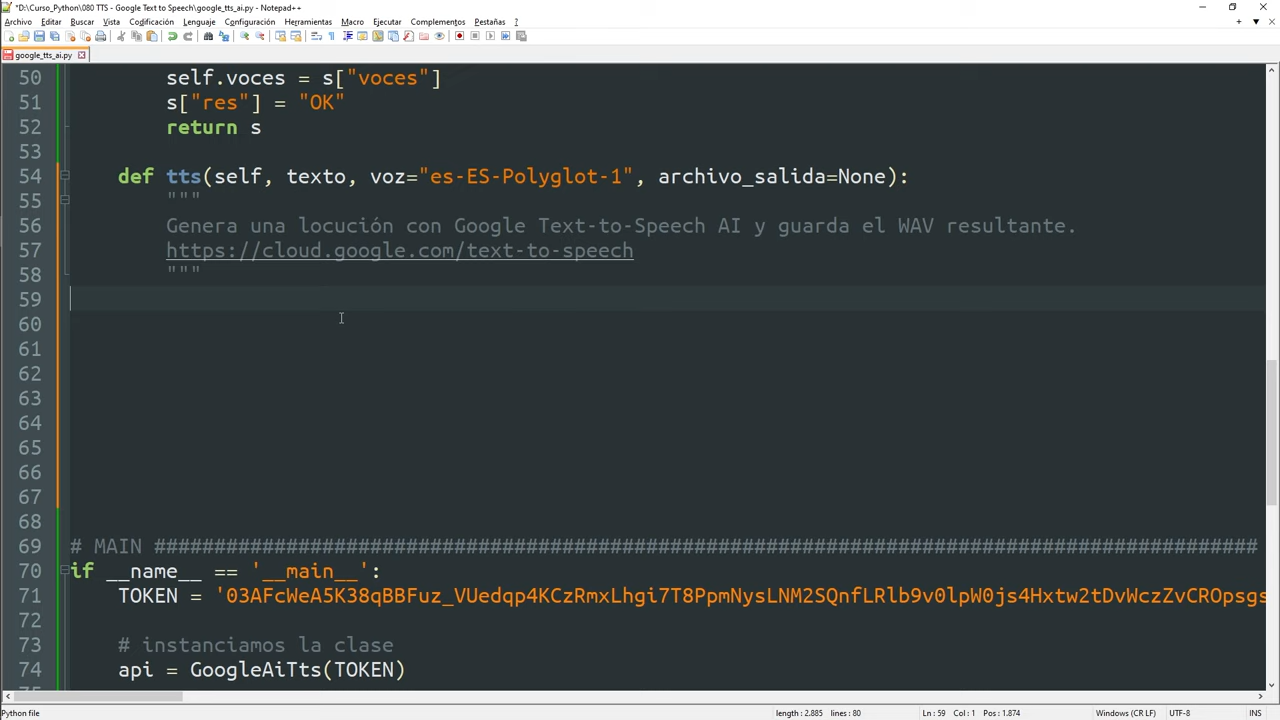 *D:\Curso_Python\080 TTS - Google Text to Speech\google_tts_ai.py - Notepad++
Archivo Editar Buscar Vista Codificación Lenguaje Configuración Herramientas Macro Ejecutar Complementos Pestañas ?
google_tts_ai.py
50 self.voces = s["voces"]
51 s["res"] = "OK"
52 return s
53
54 def tts(self, texto, voz="es-ES-Polyglot-1", archivo_salida=None):
55 """
56 Genera una locución con Google Text-to-Speech AI y guarda el WAV resultante.
57 https://cloud.google.com/text-to-speech
58 """
59
60
61
62
63
64
65
66
67
68
69 # MAIN ############################################################################################
70 if __name__ == '__main__':
71 TOKEN = '03AFcWeA5K38qBBFuz_VUedqp4KCzRmxLhgi7T8PpmNysLNM2SQnfLRlb9v0lpW0js4Hxtw2tDvWczZvCROpsgs
72
73 # instanciamos la clase
74 api = GoogleAiTts(TOKEN)
Python file length : 2.885 lines : 80 Ln : 59 Col : 1 Pos : 1.874 Windows (CR LF) UTF-8 INS